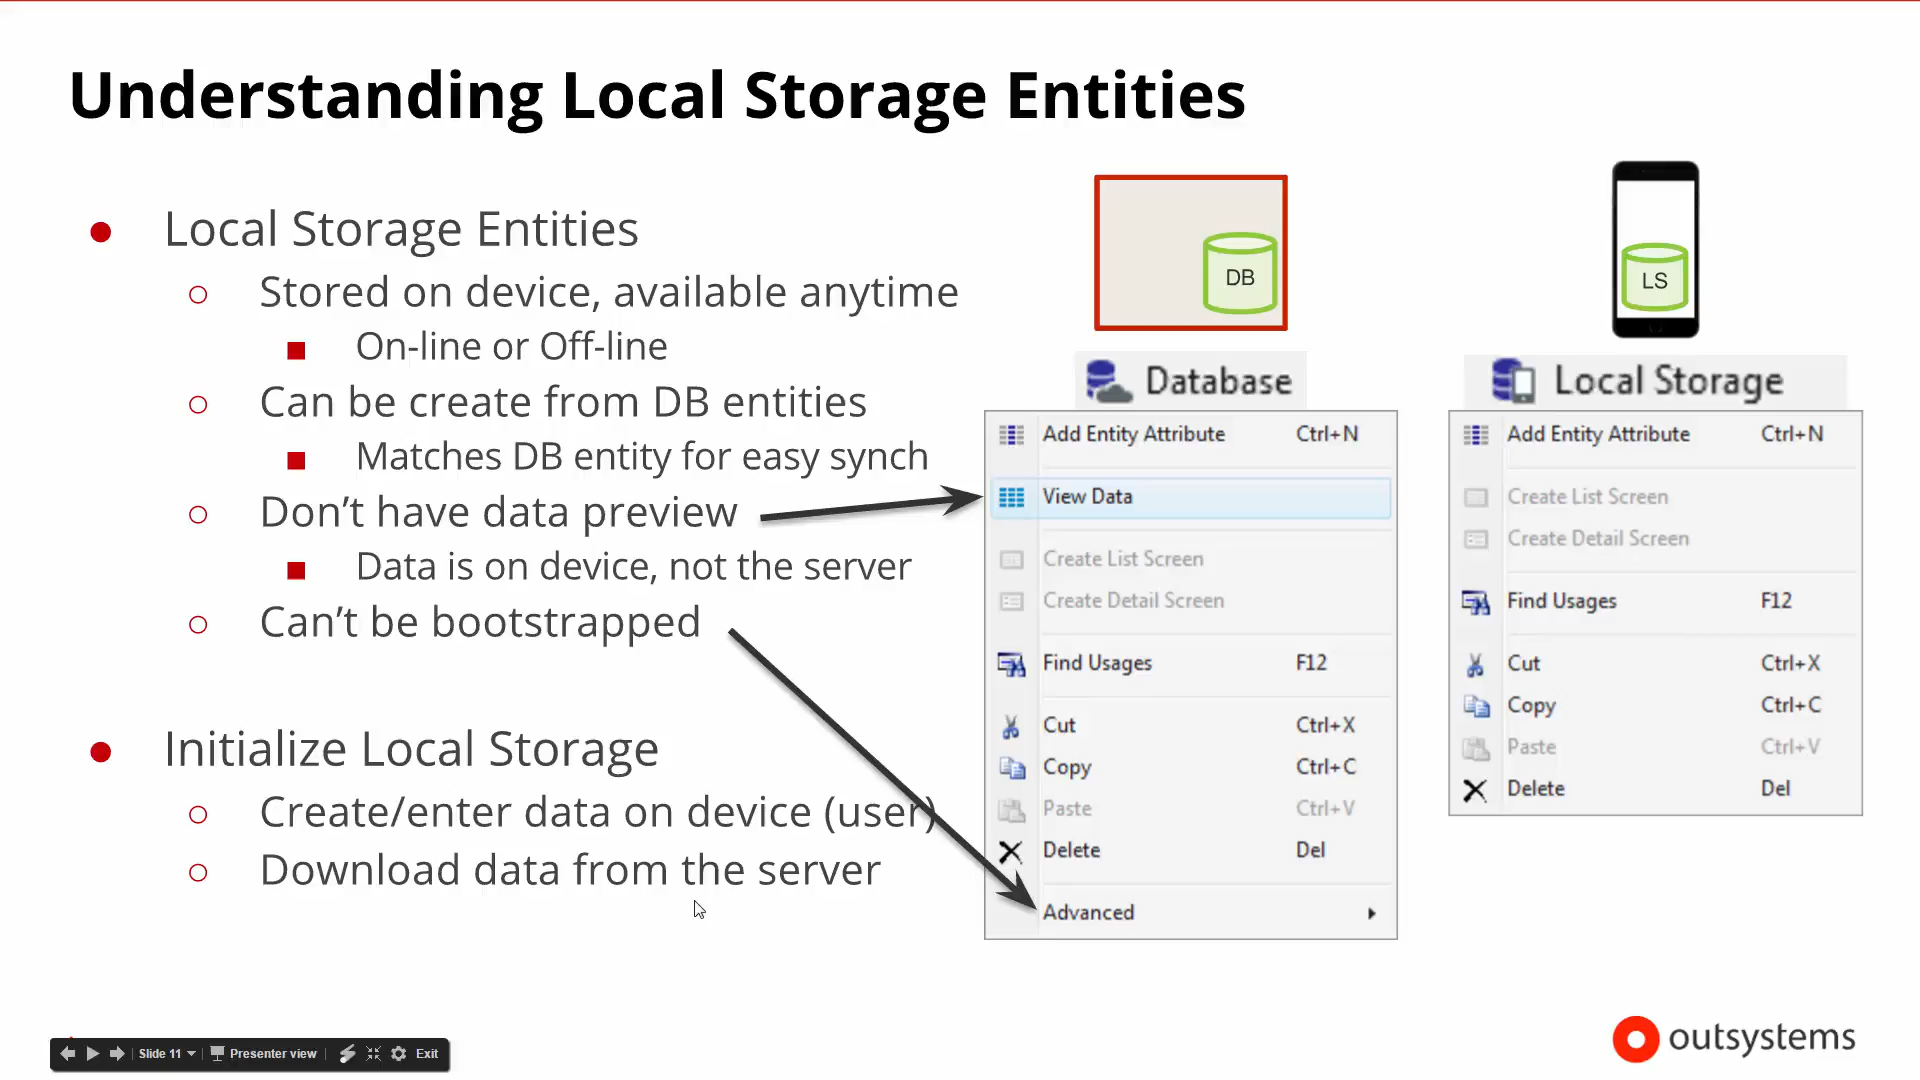 Understanding Local Storage Entities
Local Storage Entities
Stored on device, available anytime
On-line or Off-line
Can be create from DB entities
Matches DB entity for easy synch
Don't have data preview
Data is on device, not the server
Can't be bootstrapped
Initialize Local Storage
Create/enter data on device (user)
Download data from the server
DB
Database
Add Entity Attribute Ctrl+N
View Data
Create List Screen
Create Detail Screen
Find Usages F12
Cut Ctrl+X
Copy Ctrl+C
Paste Ctrl+V
Delete Del
Advanced
LS
Local Storage
Add Entity Attribute Ctrl+N
Create List Screen
Create Detail Screen
Find Usages F12
Cut Ctrl+X
Copy Ctrl+C
Paste Ctrl+V
Delete Del
Slide 11 Presenter view Exit
outsystems